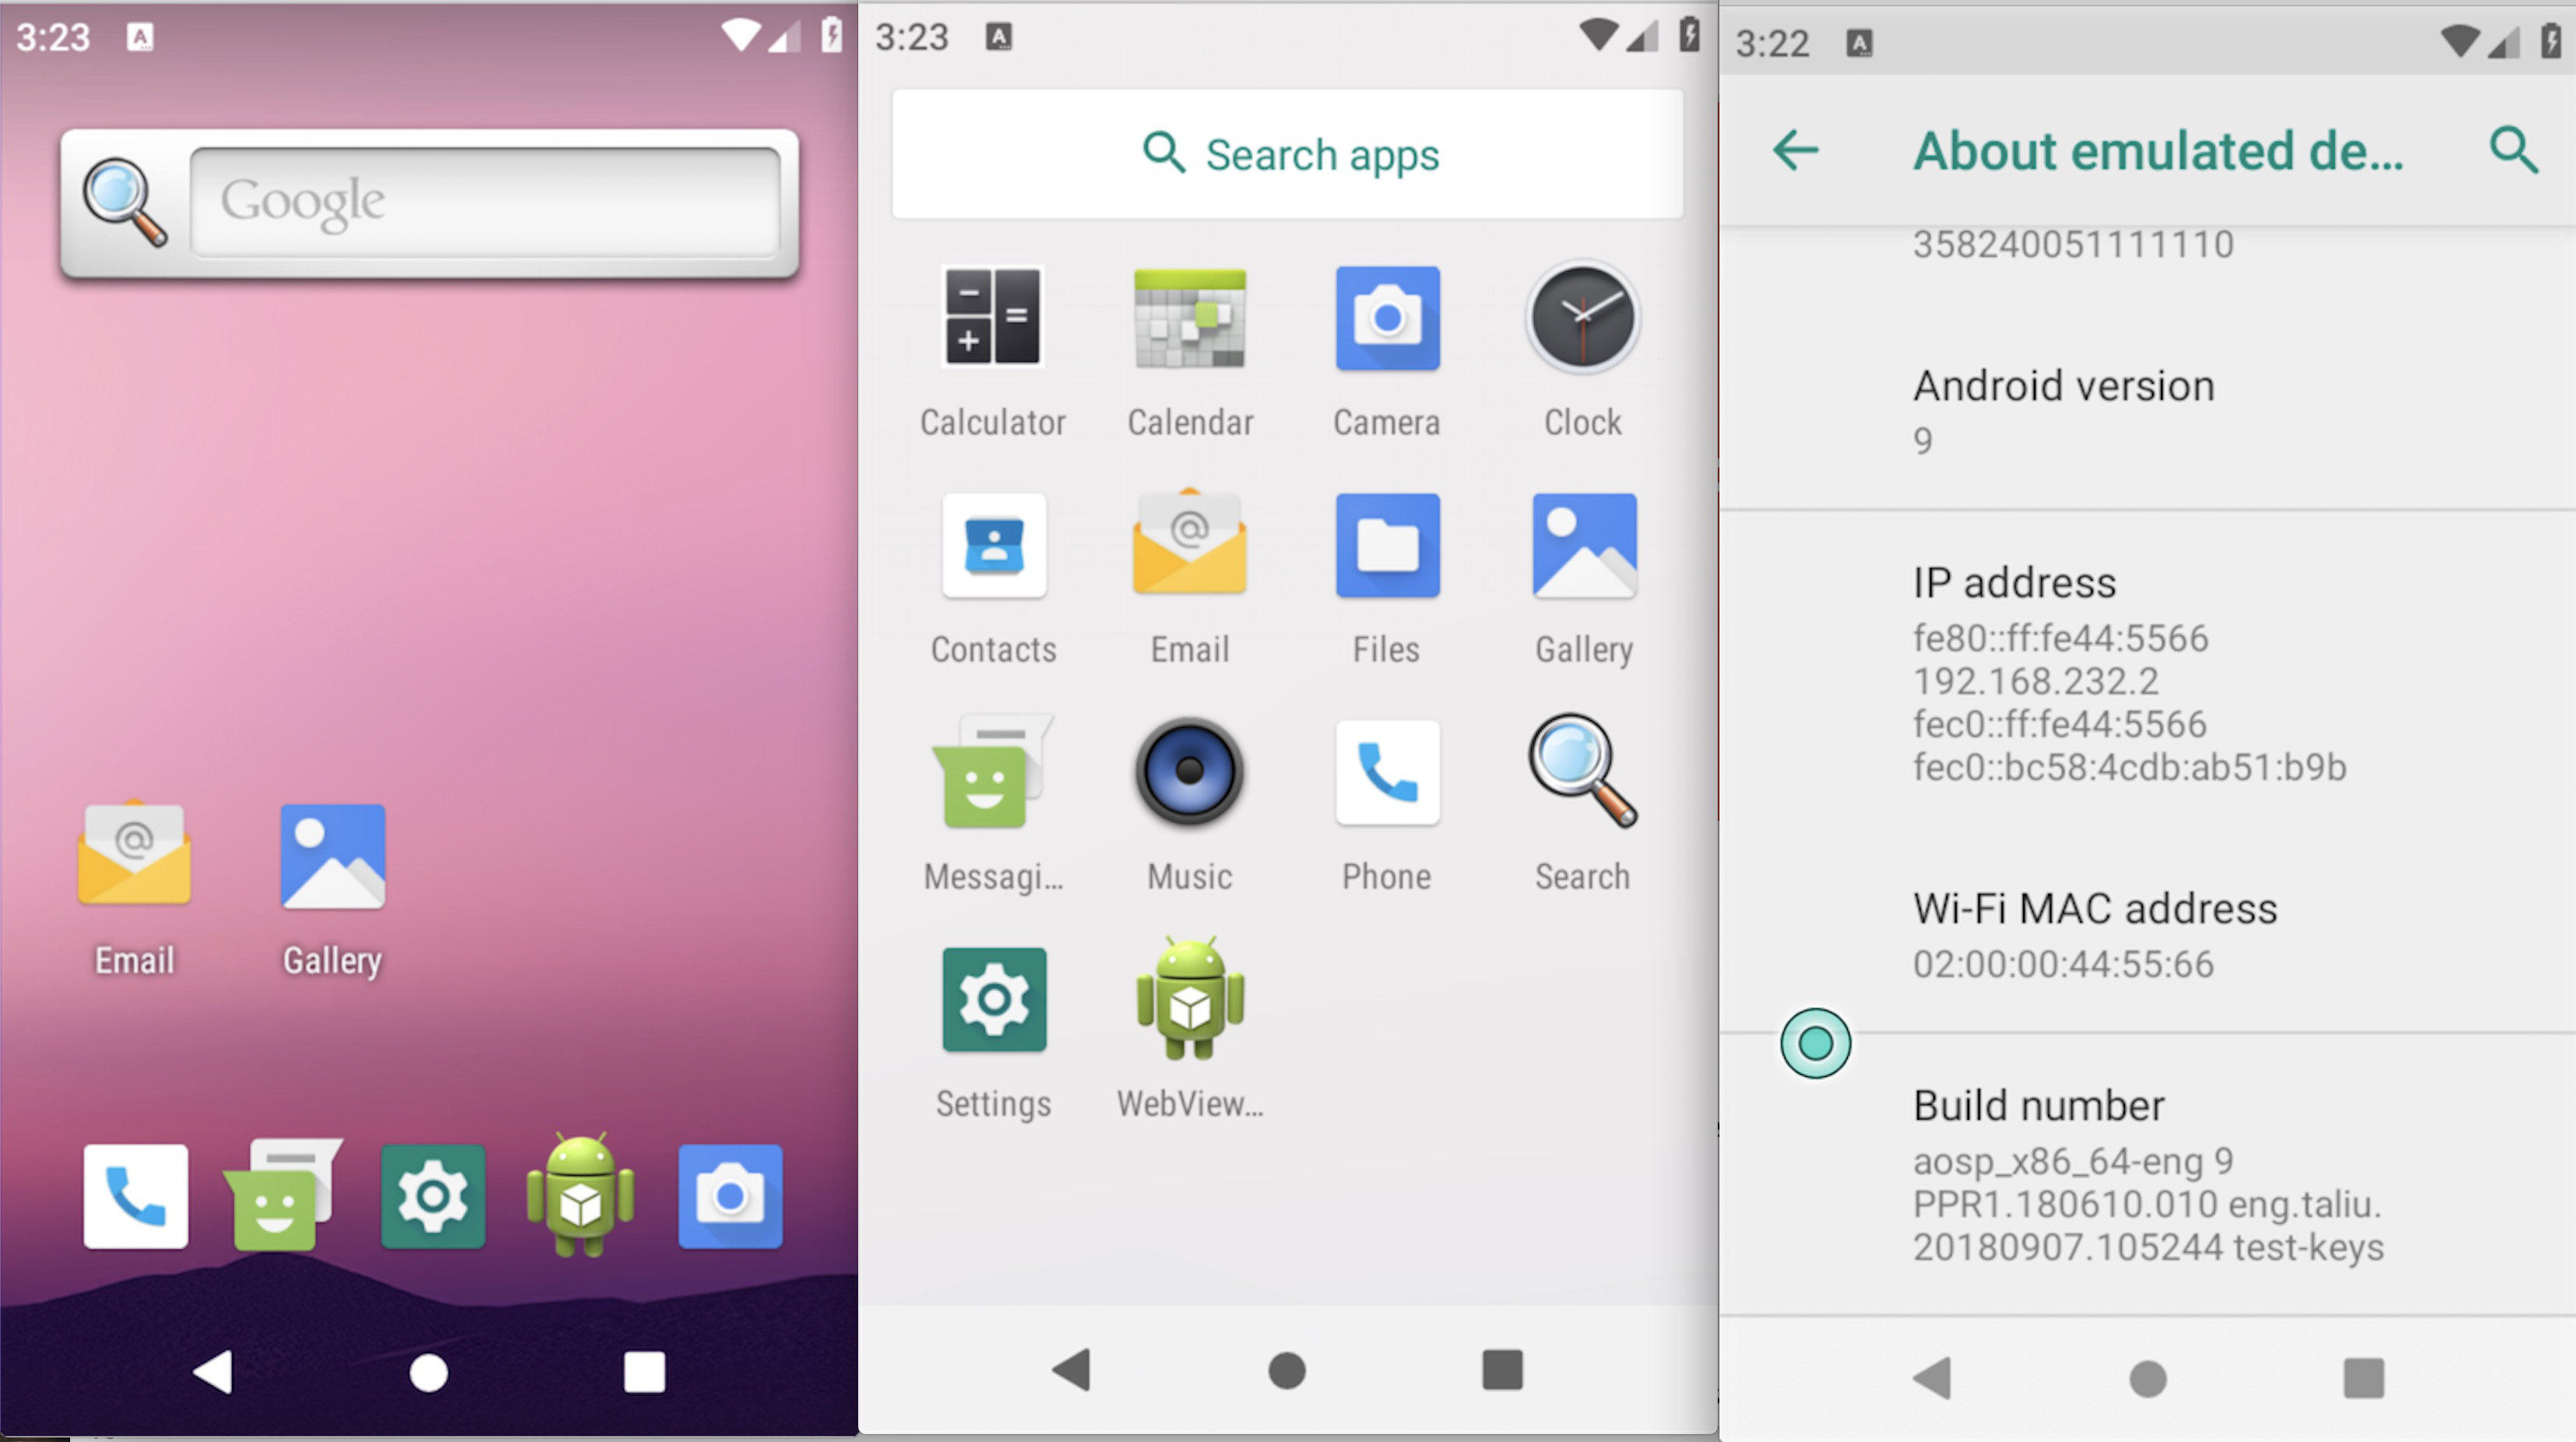 3:23
A
Google
Email
Gallery
3:23
A
Search apps
Calculator
Calendar
Camera
Clock
Contacts
Email
Files
Gallery
Messagi…
Music
Phone
Search
Settings
WebView…
3:22
A
About emulated de…
358240051111110
Android version
9
IP address
fe80::ff:fe44:5566
192.168.232.2
fec0::ff:fe44:5566
fec0::bc58:4cdb:ab51:b9b
Wi-Fi MAC address
02:00:00:44:55:66
Build number
aosp_x86_64-eng 9
PPR1.180610.010 eng.taliu.
20180907.105244 test-keys